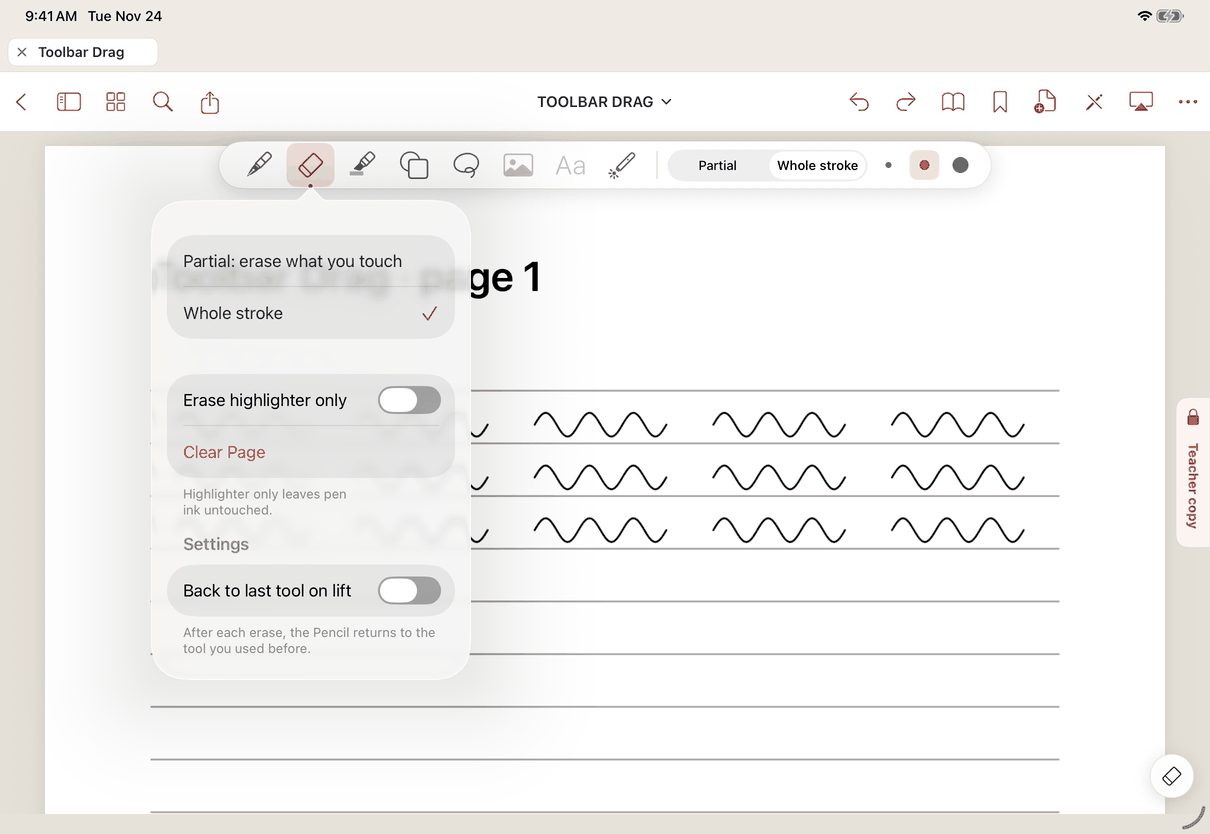 9:41 AM Tue Nov 24
Toolbar Drag
TOOLBAR DRAG
Aa
Partial
Whole stroke
Toolbar Drag page 1
Partial: erase what you touch
Whole stroke
Erase highlighter only
Clear Page
Highlighter only leaves pen
ink untouched.
Settings
Back to last tool on lift
After each erase, the Pencil returns to the
tool you used before.
Teacher copy